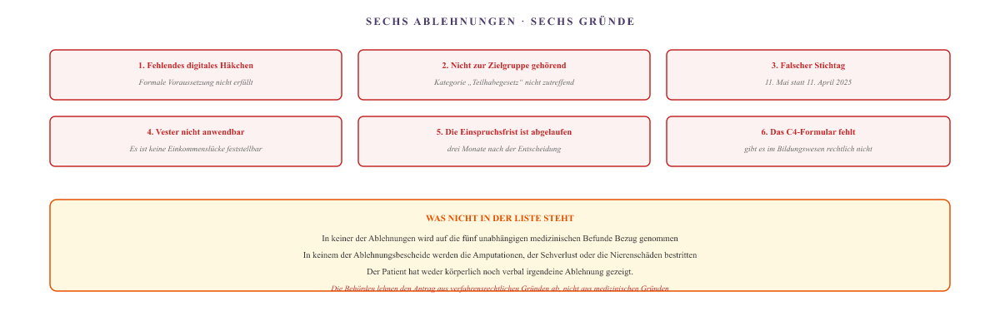 SECHS ABLEHNUNGEN · SECHS GRÜNDE
1. Fehlendes digitales Häkchen
Formale Voraussetzung nicht erfüllt
2. Nicht zur Zielgruppe gehörend
Kategorie „Teilhabegesetz“ nicht zutreffend
3. Falscher Stichtag
11. Mai statt 11. April 2025
4. Vester nicht anwendbar
Es ist keine Einkommenslücke feststellbar
5. Die Einspruchsfrist ist abgelaufen
drei Monate nach der Entscheidung
6. Das C4-Formular fehlt
gibt es im Bildungswesen rechtlich nicht
WAS NICHT IN DER LISTE STEHT
In keiner der Ablehnungen wird auf die fünf unabhängigen medizinischen Befunde Bezug genommen
In keinem der Ablehnungsbescheide werden die Amputationen, der Sehverlust oder die Nierenschäden bestritten
Der Patient hat weder körperlich noch verbal irgendeine Ablehnung gezeigt.
Die Behörden lehnen den Antrag aus verfahrensrechtlichen Gründen ab, nicht aus medizinischen Gründen